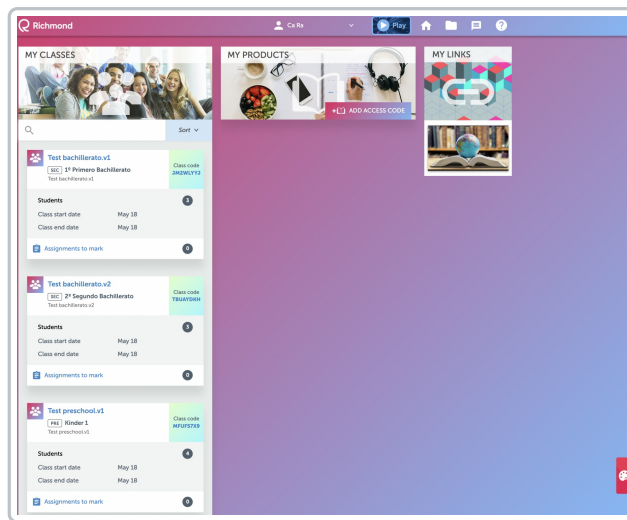 Richmond
Ca Ra
Play
?
MY CLASSES
Sort
Test bachillerato.v1
SEC 1º Primero Bachillerato
Test bachillerato.v1
Class code
JM2WLYYJ
Students 3
Class start date May 18
Class end date May 18
Assignments to mark 0
Test bachillerato.v2
SEC 2º Segundo Bachillerato
Test bachillerato.v2
Class code
TBUAYDKH
Students 3
Class start date May 18
Class end date May 18
Assignments to mark 0
Test preschool.v1
PRE Kinder 1
Test preschool.v1
Class code
MFUFS7X9
Students 4
Class start date May 18
Class end date May 18
Assignments to mark 0
MY PRODUCTS
+ ADD ACCESS CODE
MY LINKS